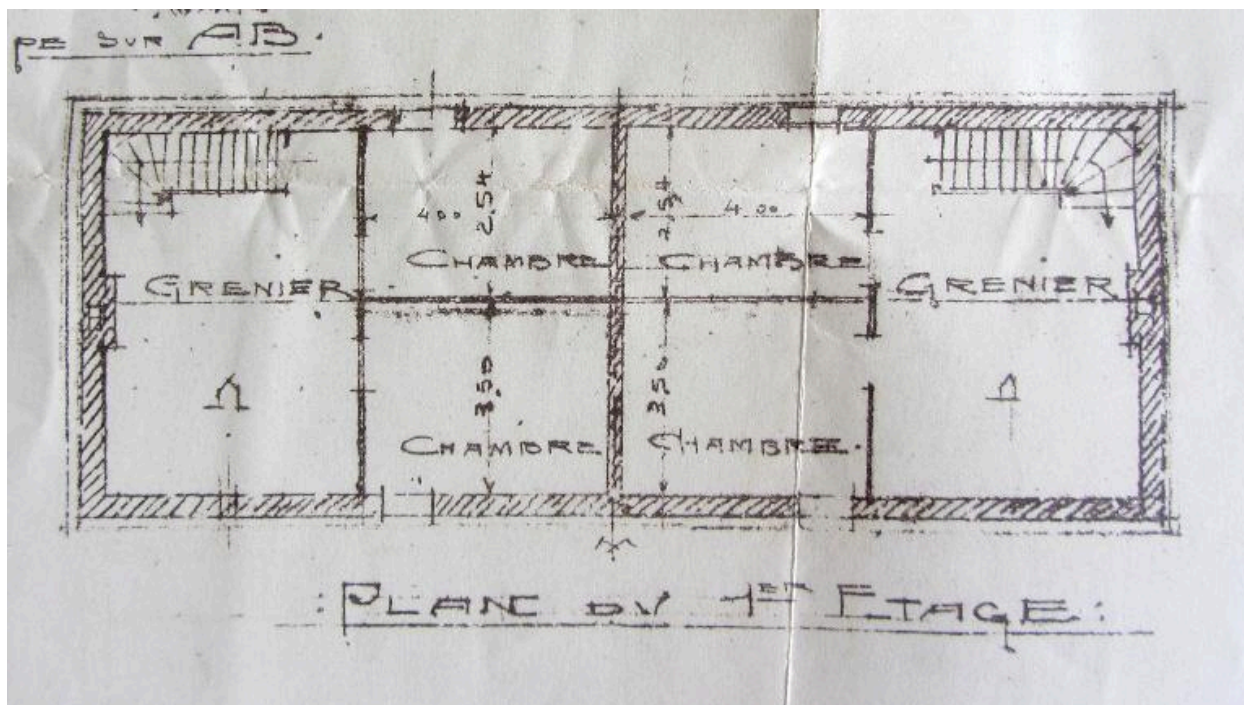 PE SUR AB.
4.00
2.54
2.54
4.00
CHAMBRE
CHAMBRE
GRENIER
GRENIER
3.50
3.50
CHAMBRE
CHAMBRE.
: PLAN DU 1ER ETAGE :